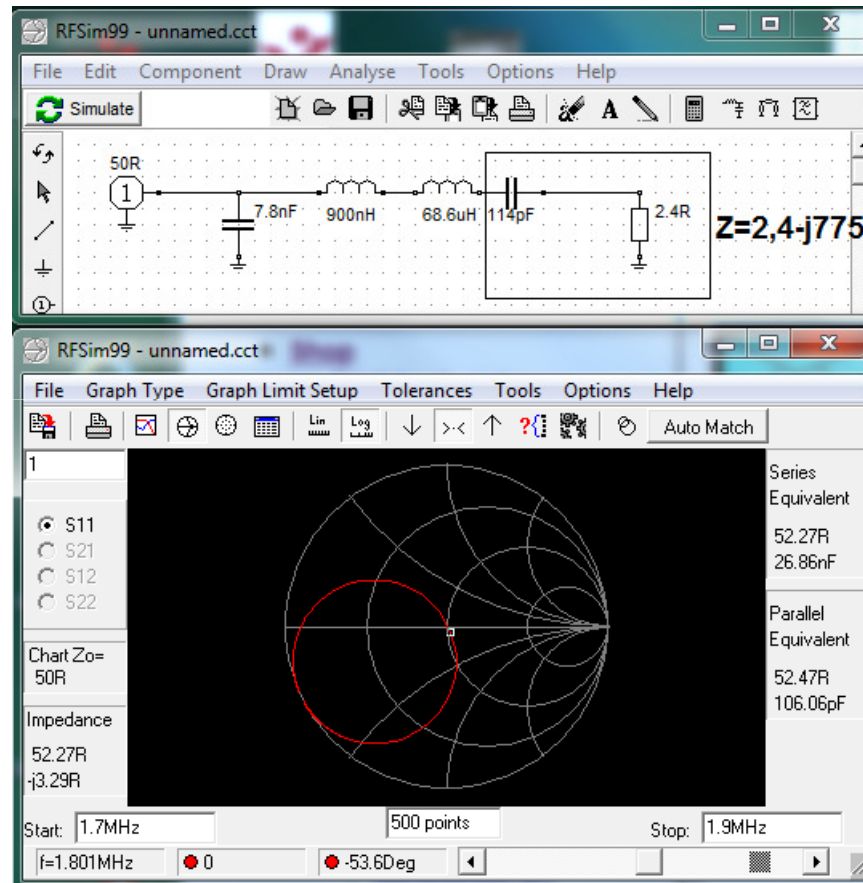 RFSim99 - unnamed.cct
File Edit Component Draw Analyse Tools Options Help
Simulate A
50R
1
7.8nF 900nH 68.6uH 114pF 2.4R
Z=2,4-j775
1
RFSim99 - unnamed.cct
Shop
File Graph Type Graph Limit Setup Tolerances Tools Options Help
Lin Log ?{ Auto Match
1
S11
S21
S12
S22
Chart Zo=
50R
Impedance
52.27R
-j3.29R
Series
Equivalent
52.27R
26.86nF
Parallel
Equivalent
52.47R
106.06pF
Start: 1.7MHz 500 points Stop: 1.9MHz
f=1.801MHz 0 -53.6Deg